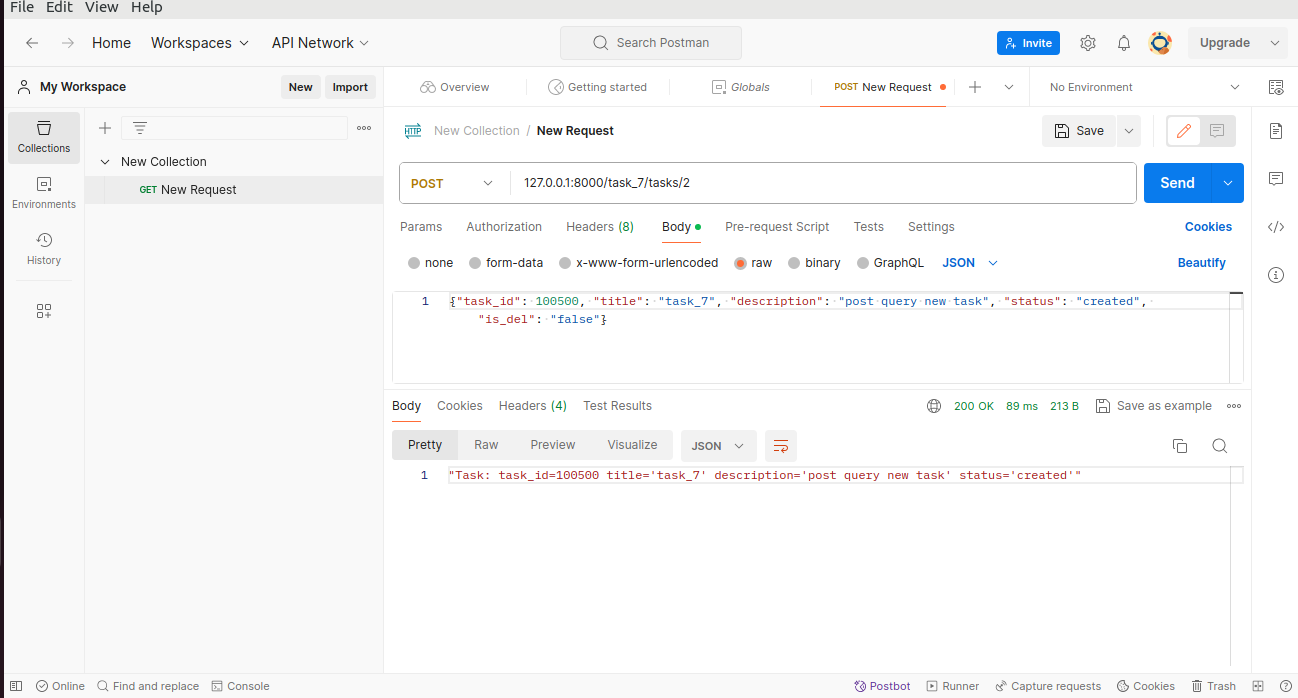 File Edit View Help
Home Workspaces API Network Search Postman Invite Upgrade
My Workspace New Import Overview Getting started Globals POST New Request No Environment
Collections
Environments
History
New Collection
GET New Request
HTTP New Collection / New Request Save
POST 127.0.0.1:8000/task_7/tasks/2 Send
Params Authorization Headers (8) Body Pre-request Script Tests Settings Cookies
none form-data x-www-form-urlencoded raw binary GraphQL JSON Beautify
1 {"task_id": 100500, "title": "task_7", "description": "post query new task", "status": "created",
"is_del": "false"}
Body Cookies Headers (4) Test Results 200 OK 89 ms 213 B Save as example
Pretty Raw Preview Visualize JSON
1 "Task: task_id=100500 title='task_7' description='post query new task' status='created'"
Online Find and replace Console Postbot Runner Capture requests Cookies Trash